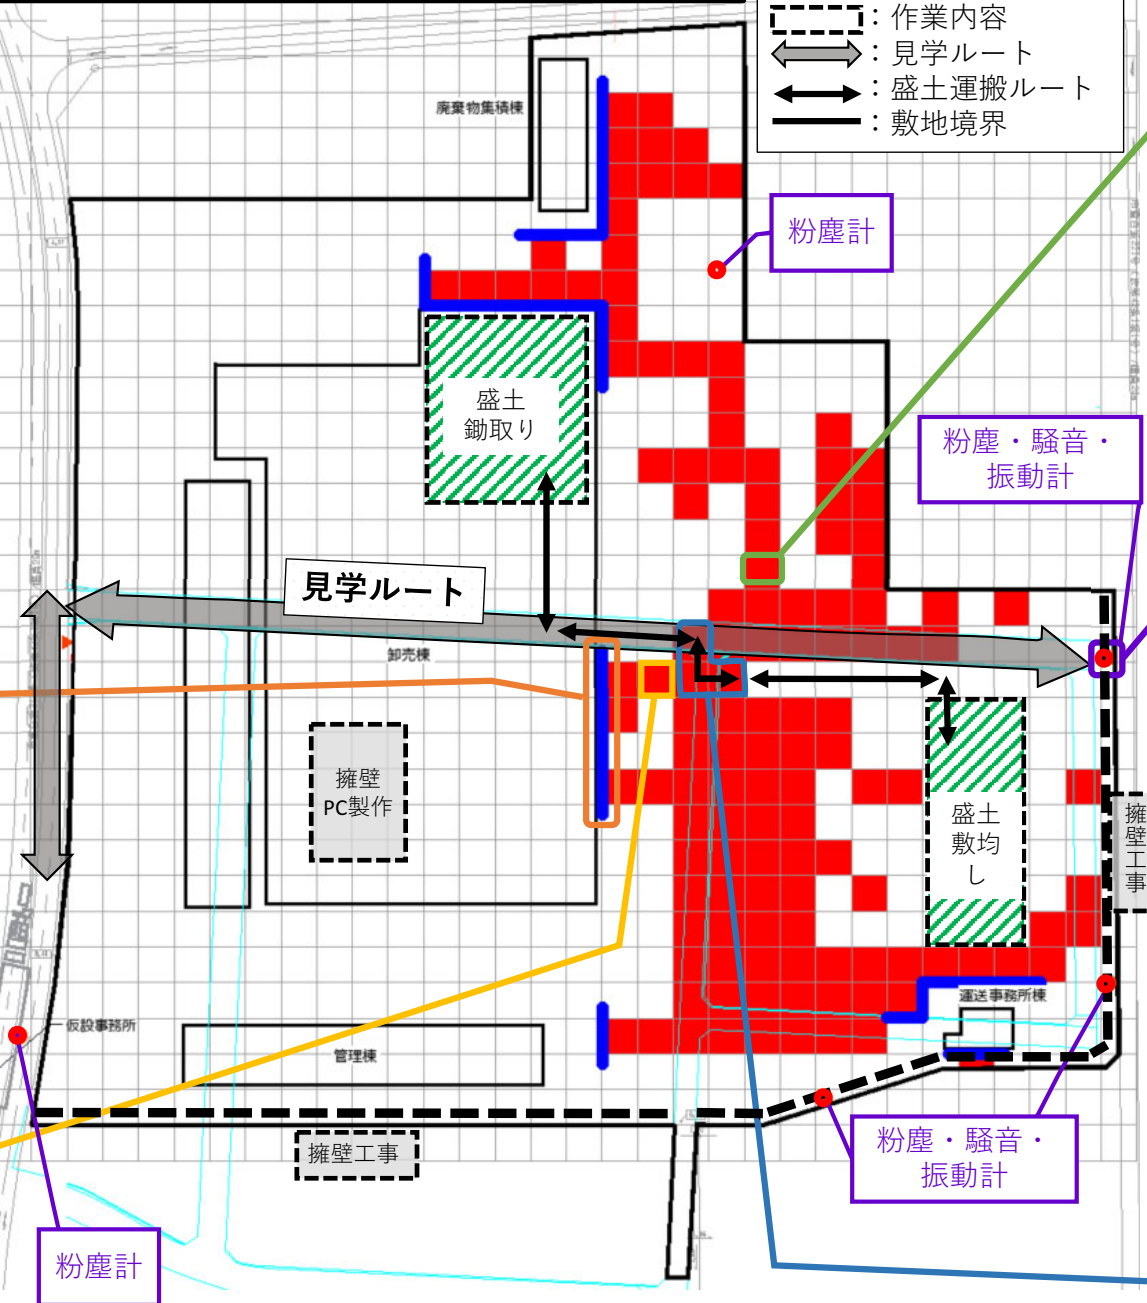 ：作業内容
：見学ルート
：盛土運搬ルート
：敷地境界
廃棄物集積棟
粉塵計
盛土
鋤取り
粉塵・騒音・
振動計
見学ルート
卸売棟
擁壁
PC製作
盛土
敷均
し
擁
壁
工
事
運送事務所棟
仮設事務所
管理棟
擁壁工事
粉塵・騒音・
振動計
粉塵計